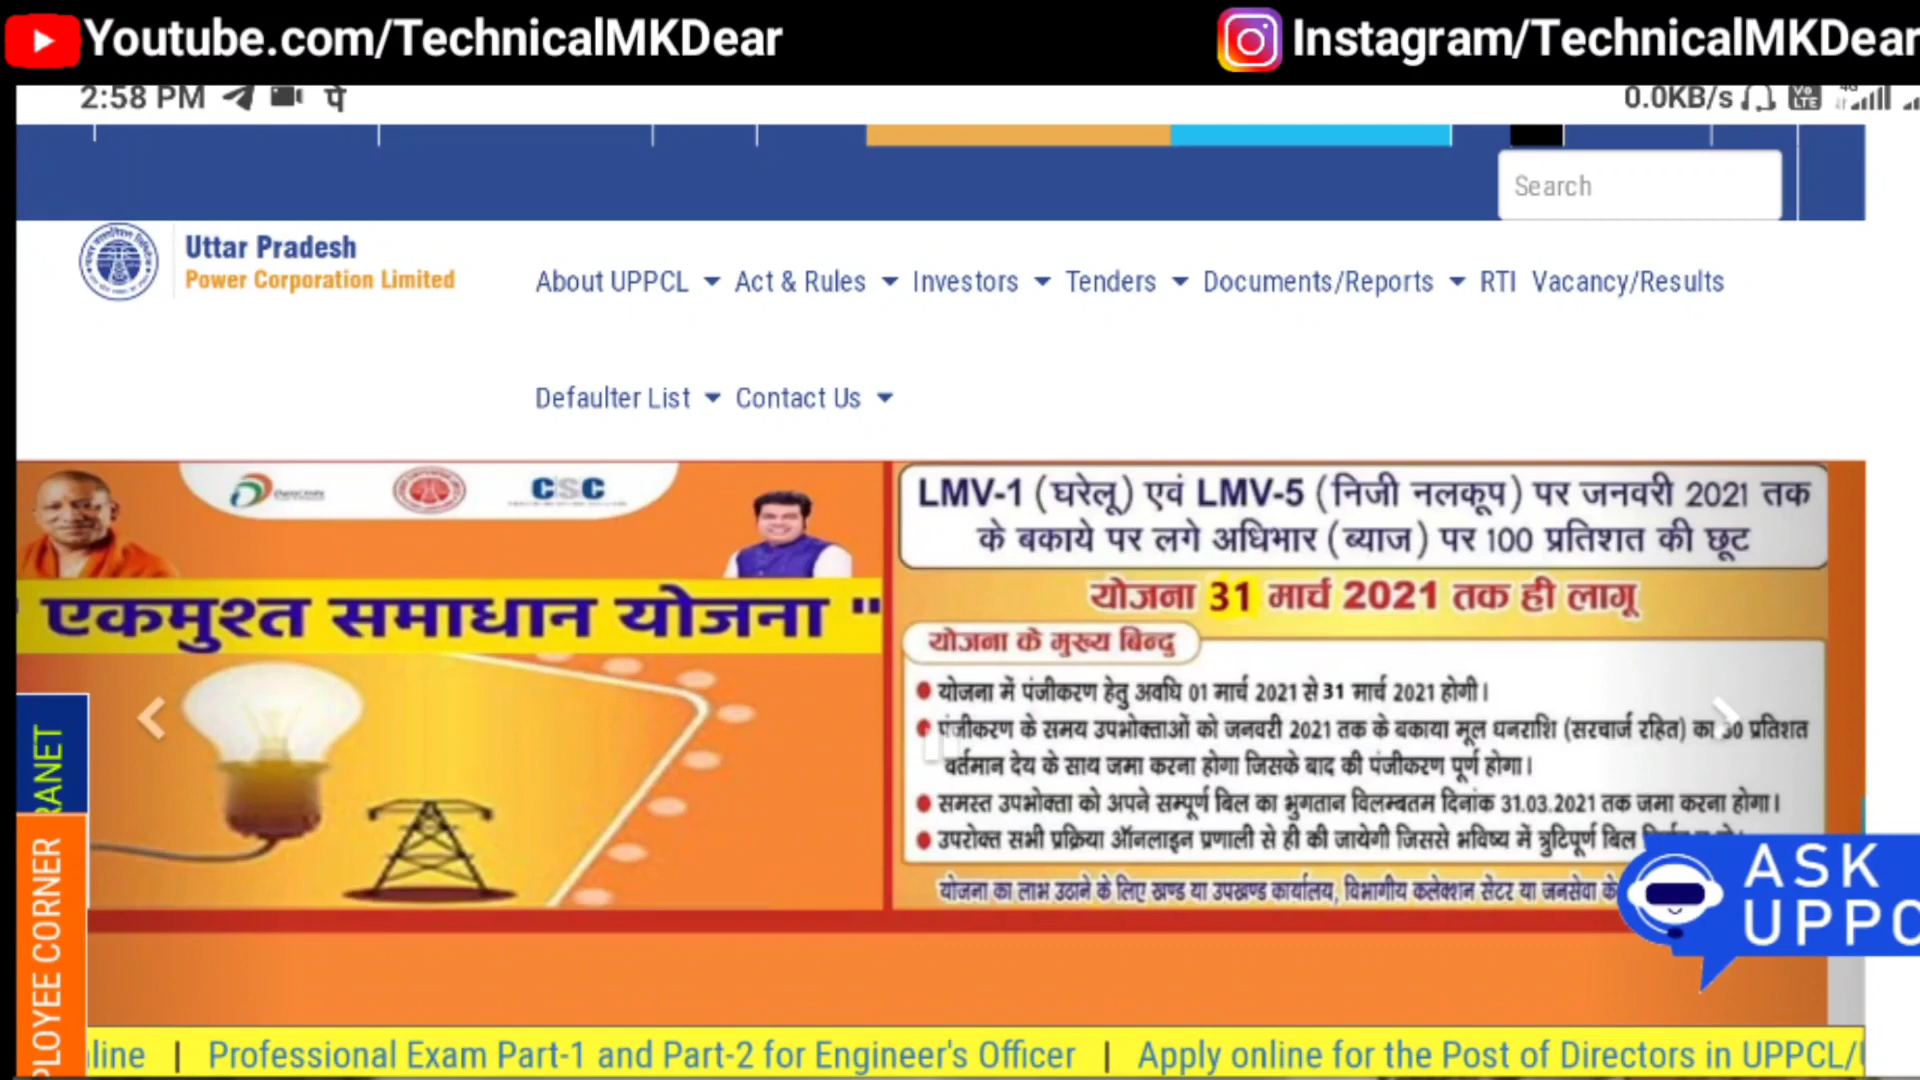 Youtube.com/TechnicalMKDear
Instagram/TechnicalMKDear
2:58 PM पे
0.0KB/s Vo LTE 4G
Search
Uttar Pradesh
Power Corporation Limited
About UPPCL Act & Rules Investors Tenders Documents/Reports RTI Vacancy/Results
Defaulter List Contact Us
CSC
LMV-1 (घरेलू) एवं LMV-5 (निजी नलकूप) पर जनवरी 2021 तक
के बकाये पर लगे अधिभार (ब्याज) पर 100 प्रतिशत की छूट
एकमुश्त समाधान योजना "
योजना 31 मार्च 2021 तक ही लागू
योजना के मुख्य बिन्दु
योजना में पंजीकरण हेतु अवधि 01 मार्च 2021 से 31 मार्च 2021 होगी।
पंजीकरण के समय उपभोक्ताओं को जनवरी 2021 तक के बकाया मूल धनराशि (सरचार्ज रहित) का 30 प्रतिशत
वर्तमान देय के साथ जमा करना होगा जिसके बाद की पंजीकरण पूर्ण होगा।
समस्त उपभोक्ता को अपने सम्पूर्ण बिल का भुगतान विलम्बतम दिनांक 31.03.2021 तक जमा करना होगा।
उपरोक्त सभी प्रक्रिया ऑनलाइन प्रणाली से ही की जायेगी जिससे भविष्य में त्रुटिपूर्ण बिल
योजना का लाभ उठाने के लिए खण्ड या उपखण्ड कार्यालय, विभागीय कलेक्शन सेंटर या जनसेवा के
RANET
PLOYEE CORNER
ASK
UPPC
line | Professional Exam Part-1 and Part-2 for Engineer's Officer | Apply online for the Post of Directors in UPPCL/